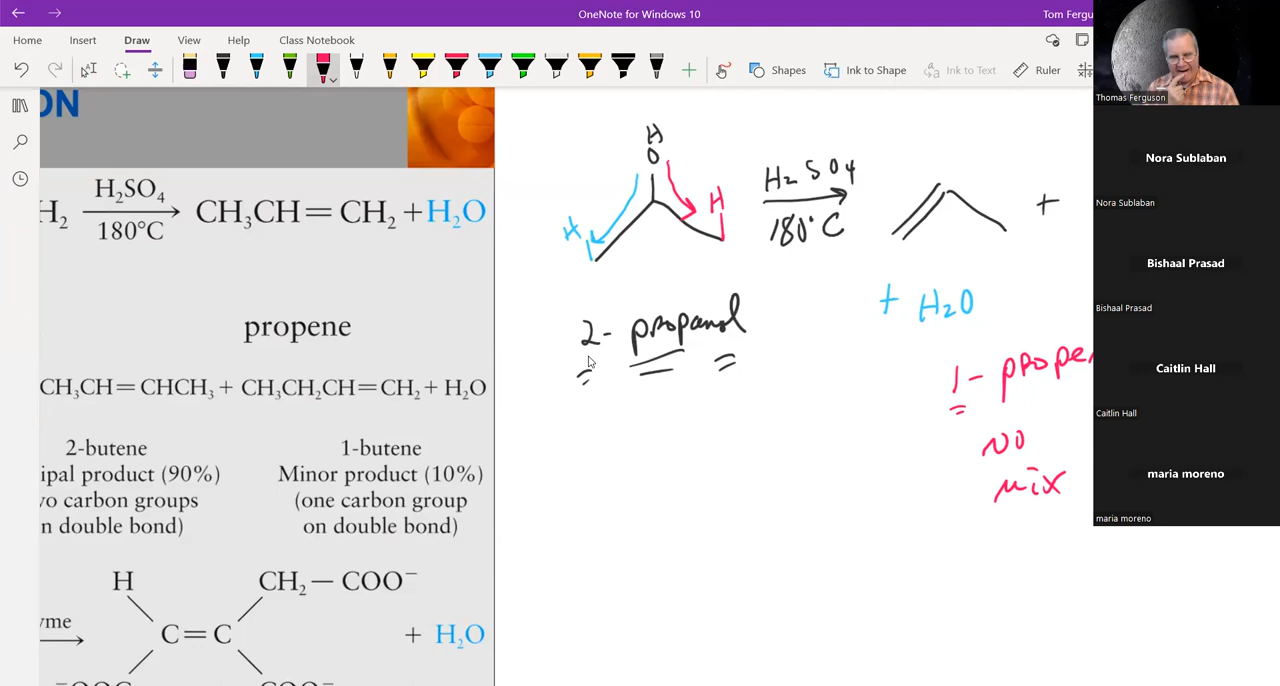 OneNote for Windows 10
Tom Fergu
Home Insert Draw View Help Class Notebook
Shapes Ink to Shape Ink to Text Ruler
ON
H₂ H₂SO₄ 180°C CH₃CH=CH₂ + H₂O
propene
CH₃CH=CHCH₃ + CH₃CH₂CH=CH₂ + H₂O
2-butene 1-butene
ipal product (90%) Minor product (10%)
vo carbon groups (one carbon group
n double bond) on double bond)
H CH₂—COO⁻
yme C=C + H₂O
⁻OOC COO⁻
H
O
H H
H₂SO₄
180°C
+
+ H₂O
2-propanol
1-propen
NO
mix
Thomas Ferguson
Nora Sublaban
Nora Sublaban
Bishaal Prasad
Bishaal Prasad
Caitlin Hall
Caitlin Hall
maria moreno
maria moreno